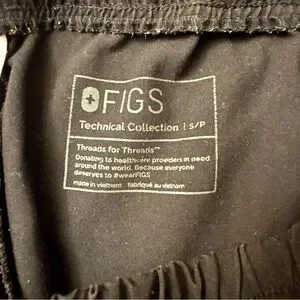 FIGS
Technical Collection | S/P
Threads for Threads™
Donating to healthcare providers in need
around the world. Because everyone
deserves to #wearFIGS
made in vietnam fabriqué au vietnam